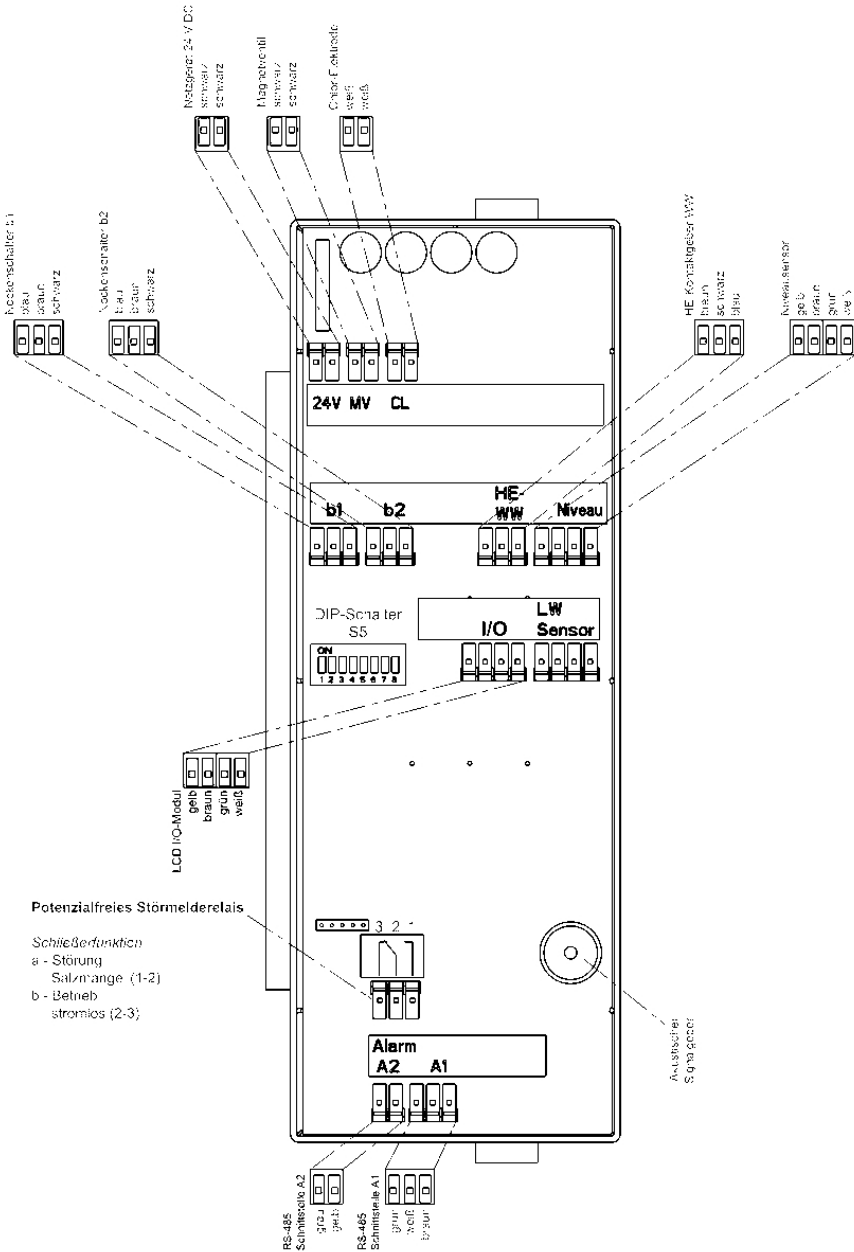 Netzgerät 24 V DC
schwarz
schwarz
Magnetventil
schwarz
schwarz
Chlor-Elektrode
weiß
weiß
Nockenschalter b1
blau
braun
schwarz
Nockenschalter b2
blau
braun
schwarz
HE-Kontaktgeber WW
braun
schwarz
blau
Niveausensor
gelb
braun
grün
weiß
24V MV CL
b1 b2 HE-WW Niveau
DIP-Schalter
S5
ON
1 2 3 4 5 6 7 8
I/O LW
Sensor
LCD I/O-Modul
gelb
braun
grün
weiß
Potenzialfreies Störmelderelais
Schließerfunktion
a - Störung
Salzmangel (1-2)
b - Betrieb
stromlos (2-3)
3 2 1
Akustischer
Signalgeber
Alarm
A2 A1
RS-485
Schnittstelle A2
grau
gelb
RS-485
Schnittstelle A1
grün
weiß
braun